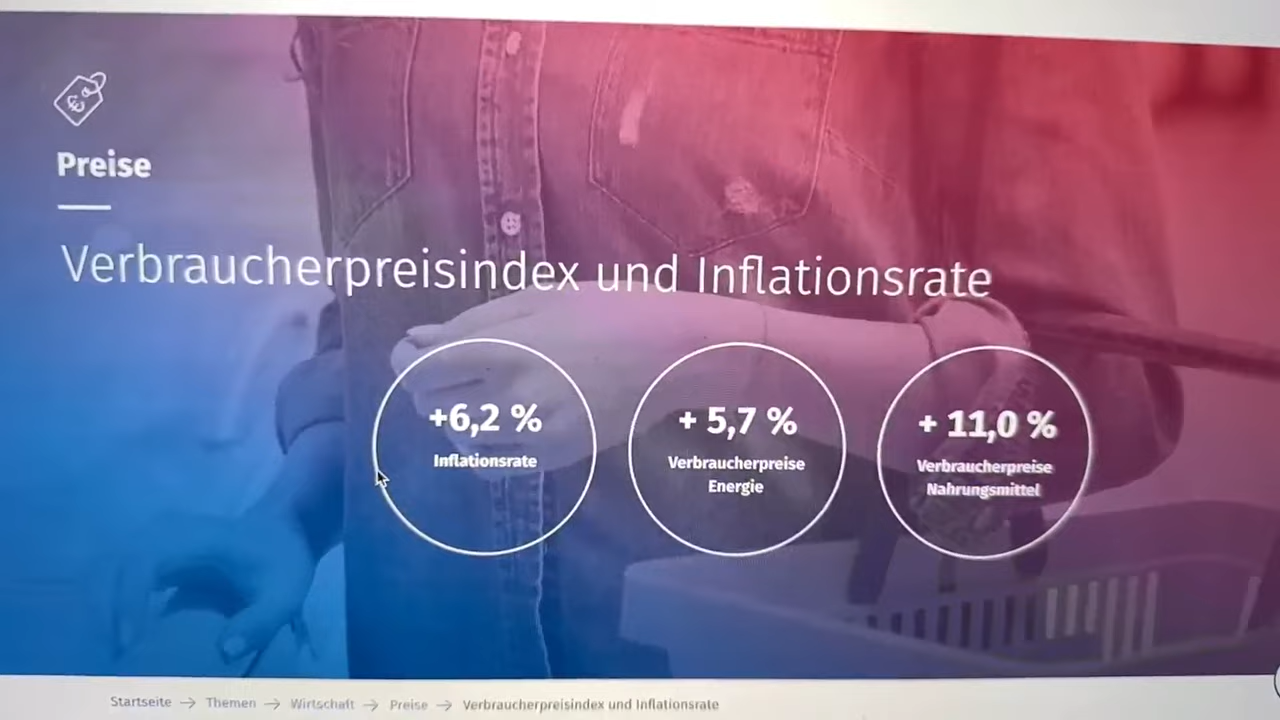 Preise
Verbraucherpreisindex und Inflationsrate
+6,2 %
Inflationsrate
+ 5,7 %
Verbraucherpreise
Energie
+ 11,0 %
Verbraucherpreise
Nahrungsmittel
Startseite → Themen → Wirtschaft → Preise → Verbraucherpreisindex und Inflationsrate